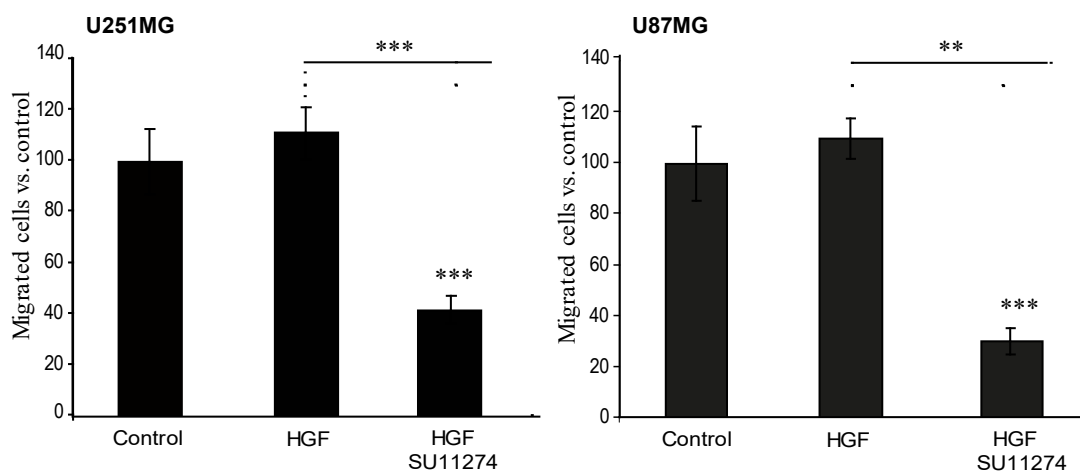 U251MG
***
140
120
100
80
60
40
20
0
Migrated cells vs. control
***
Control
HGF
HGF
SU11274
U87MG
**
140
120
100
80
60
40
20
0
Migrated cells vs. control
***
Control
HGF
HGF
SU11274